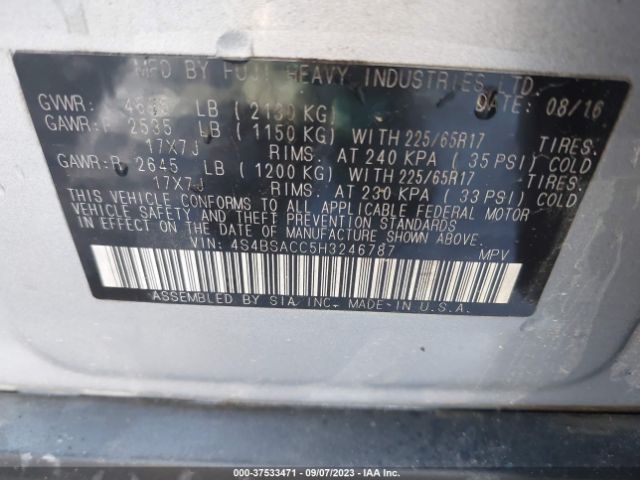 MFD BY FUJI HEAVY INDUSTRIES LTD.
DATE: 08/16
GVWR: LB ( 2130 KG)
GAWR: F 2535 LB ( 1150 KG) WITH 225/65R17 TIRES.
17X7J RIMS. AT 240 KPA ( 35 PSI) COLD
GAWR: R 2645 LB ( 1200 KG) WITH 225/65R17 TIRES.
17X7J RIMS. AT 230 KPA ( 33 PSI) COLD
THIS VEHICLE CONFORMS TO ALL APPLICABLE FEDERAL MOTOR
VEHICLE SAFETY AND THEFT PREVENTION STANDARDS
IN EFFECT ON THE DATE OF MANUFACTURE SHOWN ABOVE.
VIN: 4S4BSACC5H3246787 MPV
ASSEMBLED BY SIA, INC. MADE-IN U.S.A.
000-37533471 - 09/07/2023 - IAA Inc.